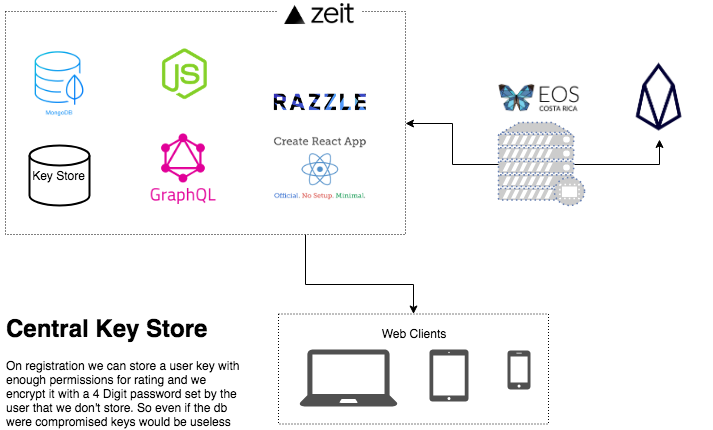 zeit
MongoDB
JS
RAZZLE
EOS
COSTA RICA
Create React App
Key Store
GraphQL
Official. No Setup. Minimal.
Central Key Store
Web Clients
On registration we can store a user key with
enough permissions for rating and we
encrypt it with a 4 Digit password set by the
user that we don't store. So even if the db
were compromised keys would be useless